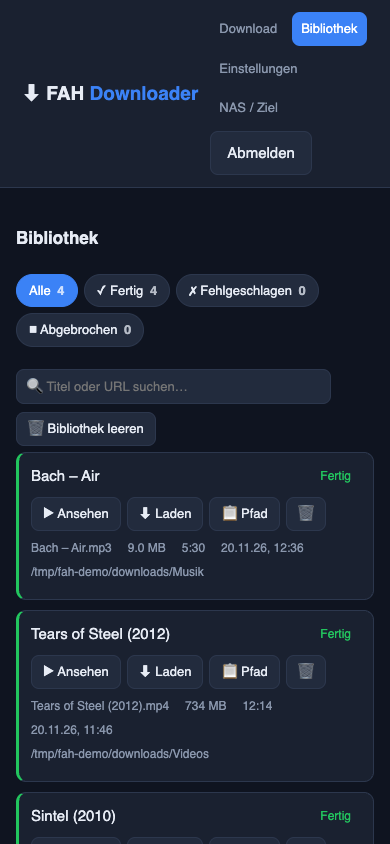 Download Bibliothek
Einstellungen
⬇ FAH Downloader
NAS / Ziel
Abmelden
Bibliothek
Alle 4 ✓ Fertig 4 ✗ Fehlgeschlagen 0
■ Abgebrochen 0
🔍 Titel oder URL suchen…
🗑 Bibliothek leeren
Bach – Air Fertig
▶ Ansehen ⬇ Laden 📋 Pfad 🗑
Bach – Air.mp3 9.0 MB 5:30 20.11.26, 12:36
/tmp/fah-demo/downloads/Musik
Tears of Steel (2012) Fertig
▶ Ansehen ⬇ Laden 📋 Pfad 🗑
Tears of Steel (2012).mp4 734 MB 12:14
20.11.26, 11:46
/tmp/fah-demo/downloads/Videos
Sintel (2010) Fertig